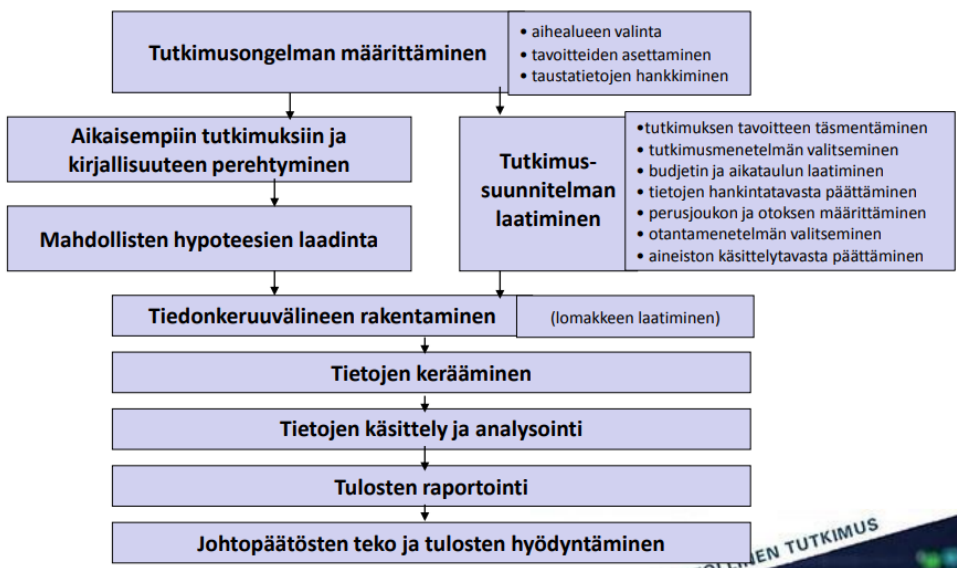 Tutkimusongelman määrittäminen
• aihealueen valinta
• tavoitteiden asettaminen
• taustatietojen hankkiminen
Aikaisempiin tutkimuksiin ja
kirjallisuuteen perehtyminen
Mahdollisten hypoteesien laadinta
Tutkimus-
suunnitelman
laatiminen
•tutkimuksen tavoitteen täsmentäminen
• tutkimusmenetelmän valitseminen
• budjetin ja aikataulun laatiminen
• tietojen hankintatavasta päättäminen
• perusjoukon ja otoksen määrittäminen
• otantamenetelmän valitseminen
• aineiston käsittelytavasta päättäminen
Tiedonkeruuvälineen rakentaminen
(lomakkeen laatiminen)
Tietojen kerääminen
Tietojen käsittely ja analysointi
Tulosten raportointi
Johtopäätösten teko ja tulosten hyödyntäminen
TUTKIMUS